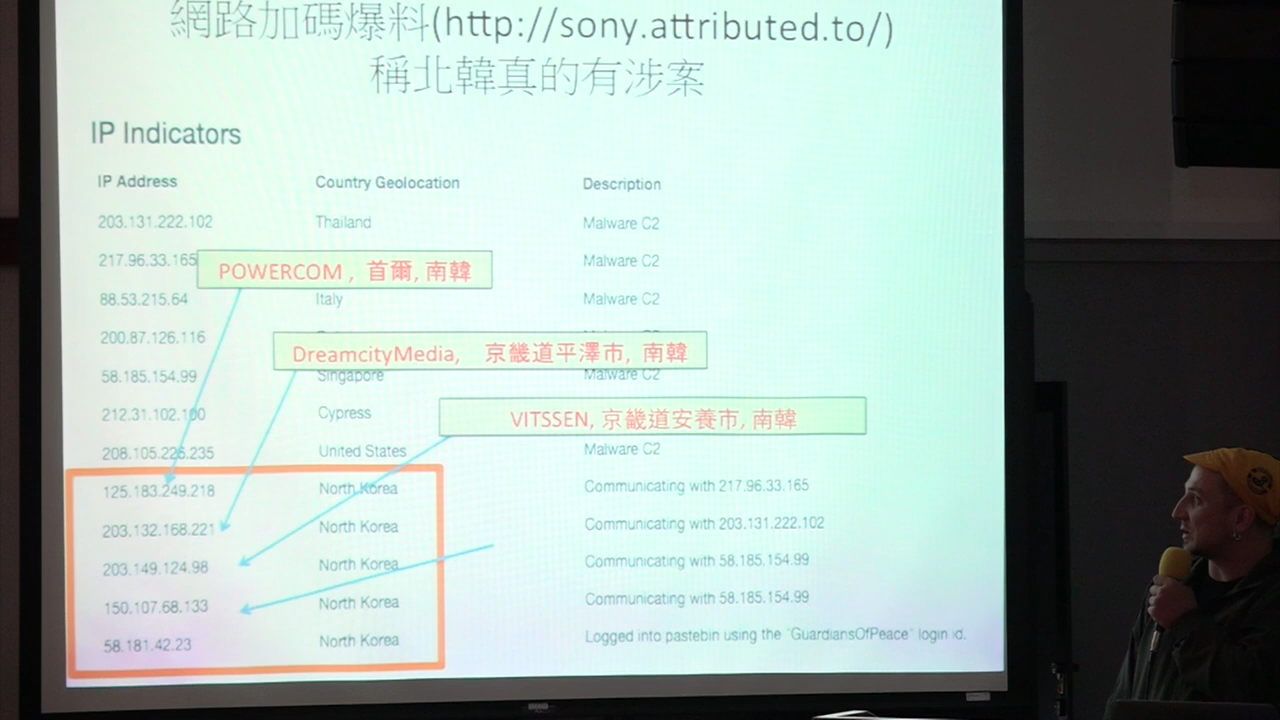 網路加碼爆料(http://sony.attributed.to/)
稱北韓真的有涉案
IP Indicators
IP Address Country Geolocation Description
203.131.222.102 Thailand Malware C2
217.96.33.165 Malware C2
POWERCOM , 首爾, 南韓
88.53.215.64 Italy Malware C2
200.87.126.116
DreamcityMedia, 京畿道平澤市, 南韓
58.185.154.99 Singapore Malware C2
212.31.102.100 Cypress
VITSSEN, 京畿道安養市, 南韓
208.105.226.235 United States Malware C2
125.183.249.218 North Korea Communicating with 217.96.33.165
203.132.168.221 North Korea Communicating with 203.131.222.102
203.149.124.98 North Korea Communicating with 58.185.154.99
150.107.68.133 North Korea Communicating with 58.185.154.99
58.181.42.23 North Korea Logged into pastebin using the "GuardiansOfPeace" login id.